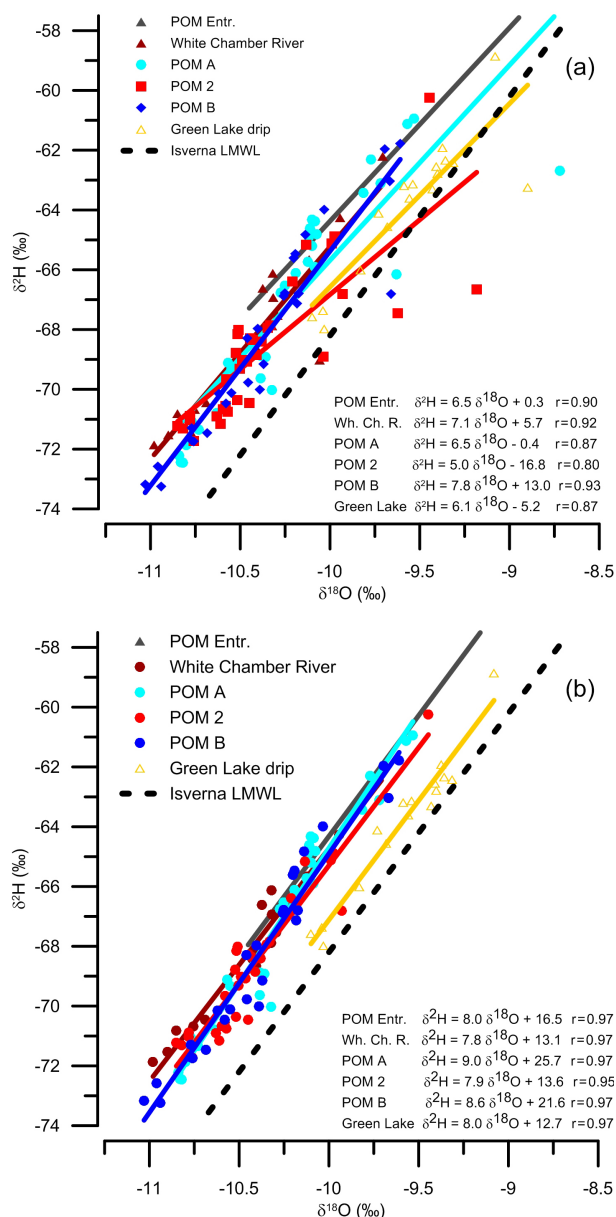 (a)
POM Entr.
White Chamber River
POM A
POM 2
POM B
Green Lake drip
Isverna LMWL
-58
-60
-62
-64
-66
-68
-70
-72
-74
δ²H (‰)
POM Entr. δ²H = 6.5 δ¹⁸O + 0.3 r=0.90
Wh. Ch. R. δ²H = 7.1 δ¹⁸O + 5.7 r=0.92
POM A δ²H = 6.5 δ¹⁸O - 0.4 r=0.87
POM 2 δ²H = 5.0 δ¹⁸O - 16.8 r=0.80
POM B δ²H = 7.8 δ¹⁸O + 13.0 r=0.93
Green Lake δ²H = 6.1 δ¹⁸O - 5.2 r=0.87
-11 -10.5 -10 -9.5 -9 -8.5
δ¹⁸O (‰)
(b)
POM Entr.
White Chamber River
POM A
POM 2
POM B
Green Lake drip
Isverna LMWL
-58
-60
-62
-64
-66
-68
-70
-72
-74
δ²H (‰)
POM Entr. δ²H = 8.0 δ¹⁸O + 16.5 r=0.97
Wh. Ch. R. δ²H = 7.8 δ¹⁸O + 13.1 r=0.97
POM A δ²H = 9.0 δ¹⁸O + 25.7 r=0.97
POM 2 δ²H = 7.9 δ¹⁸O + 13.6 r=0.95
POM B δ²H = 8.6 δ¹⁸O + 21.6 r=0.97
Green Lake δ²H = 8.0 δ¹⁸O + 12.7 r=0.97
-11 -10.5 -10 -9.5 -9 -8.5
δ¹⁸O (‰)